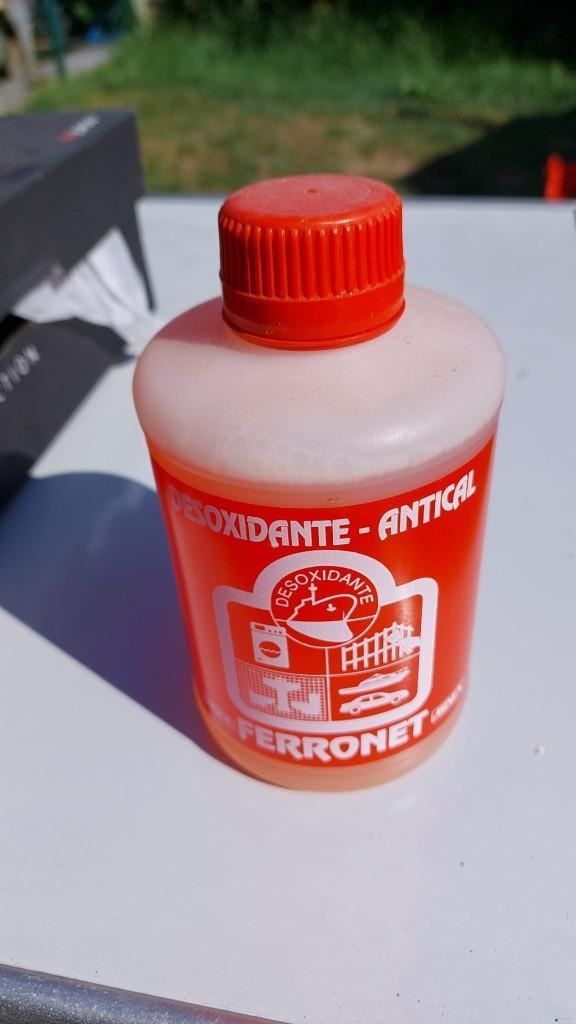 DESOXIDANTE - ANTICAL
DESOXIDANTE
FERRONET